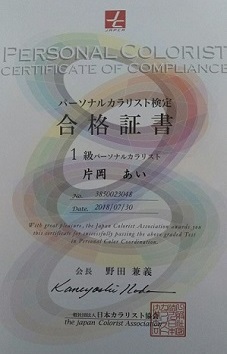 PERSONAL COLORIST
CERTIFICATE OF COMPLIANCE
パーソナルカラリスト検定
合格証書
1級パーソナルカラリスト
片岡 あい
No. 3850023048
Date. 2018/07/30
With great pleasure, the Japan Colorist Association awards you
this certificate for successfully passing the above graded Test
in Personal Color Coordination.
会長 野田 兼義
Kaneyoshi Noda
一般社団法人 日本カラリスト協会
the Japan Colorist Association